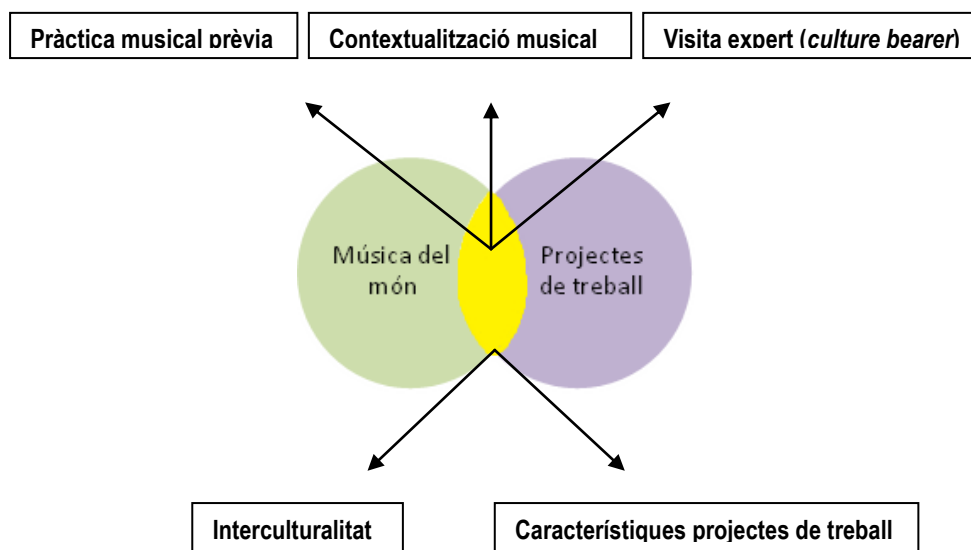 Pràctica musical prèvia
Contextualització musical
Visita expert (culture bearer)
Música del
món
Projectes
de treball
Interculturalitat
Característiques projectes de treball